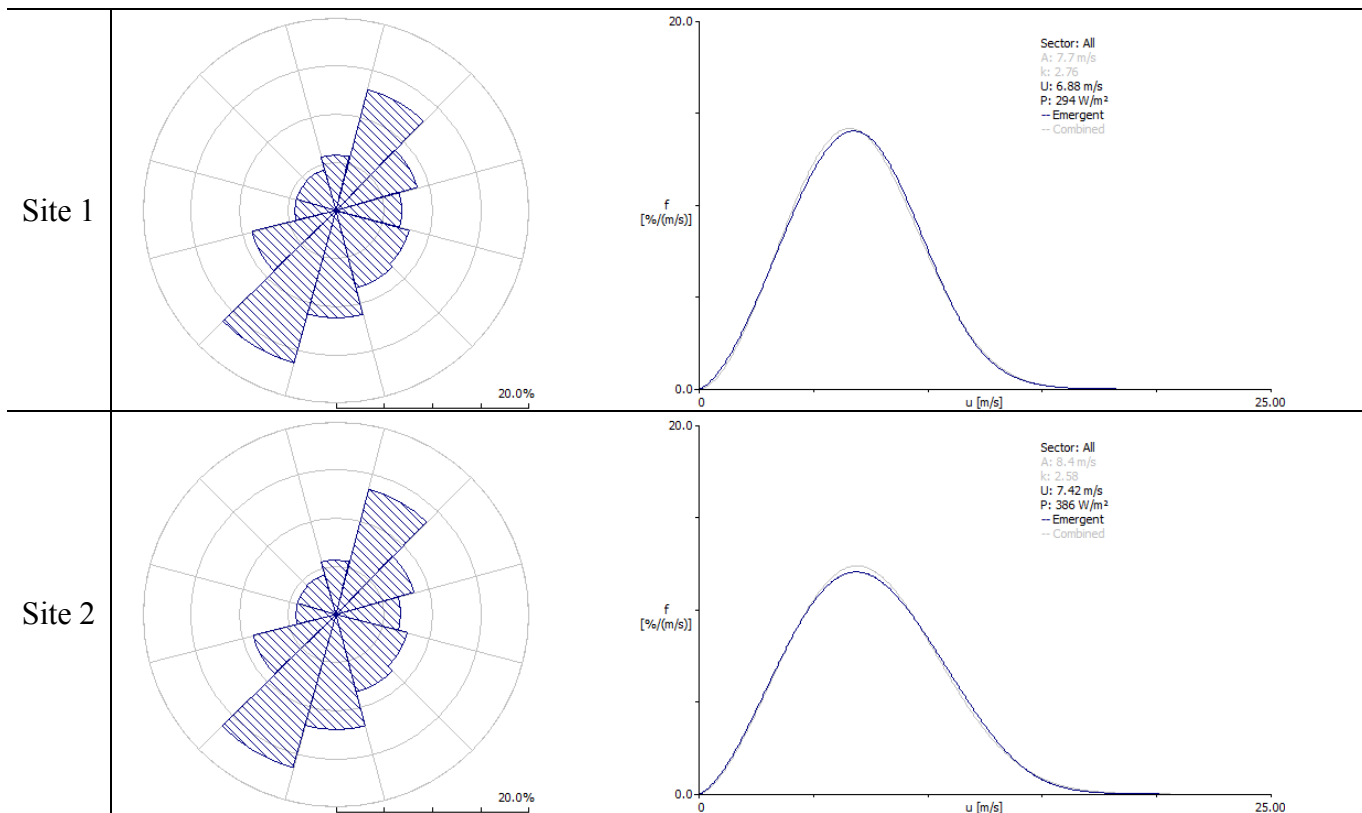 Site 1
20.0%
20.0
f
[%/(m/s)]
0.0
0
u [m/s]
25.00
Sector: All
A: 7.7 m/s
k: 2.76
U: 6.88 m/s
P: 294 W/m²
-- Emergent
-- Combined
Site 2
20.0%
20.0
f
[%/(m/s)]
0.0
0
u [m/s]
25.00
Sector: All
A: 8.4 m/s
k: 2.58
U: 7.42 m/s
P: 386 W/m²
-- Emergent
-- Combined